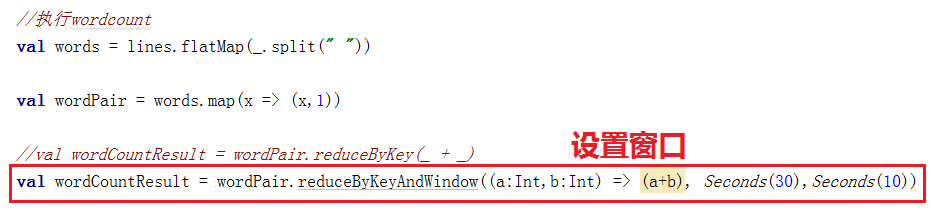 //执行wordcount
val words = lines.flatMap(_.split(" "))
val wordPair = words.map(x => (x,1))
//val wordCountResult = wordPair.reduceByKey(_ + _)
设置窗口
val wordCountResult = wordPair.reduceByKeyAndWindow((a:Int,b:Int) => (a+b), Seconds(30),Seconds(10))